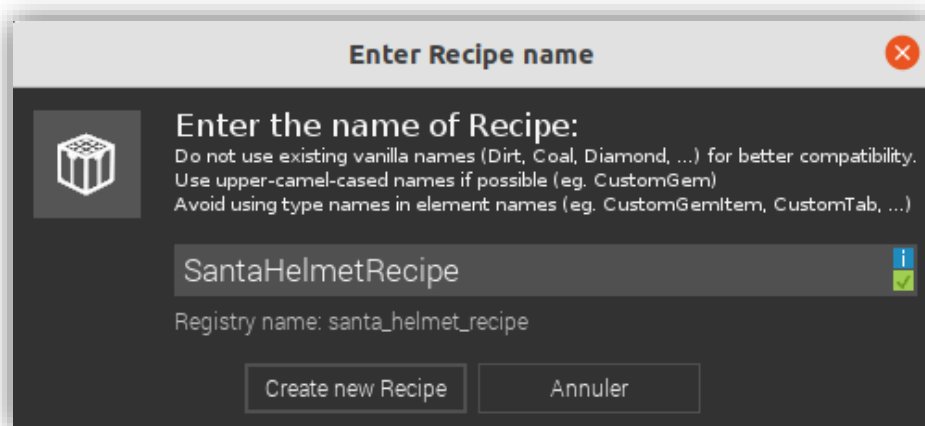 Enter Recipe name
Enter the name of Recipe:
Do not use existing vanilla names (Dirt, Coal, Diamond, ...) for better compatibility.
Use upper-camel-cased names if possible (eg. CustomGem)
Avoid using type names in element names (eg. CustomGemItem, CustomTab, ...)
SantaHelmetRecipe
Registry name: santa_helmet_recipe
Create new Recipe Annuler